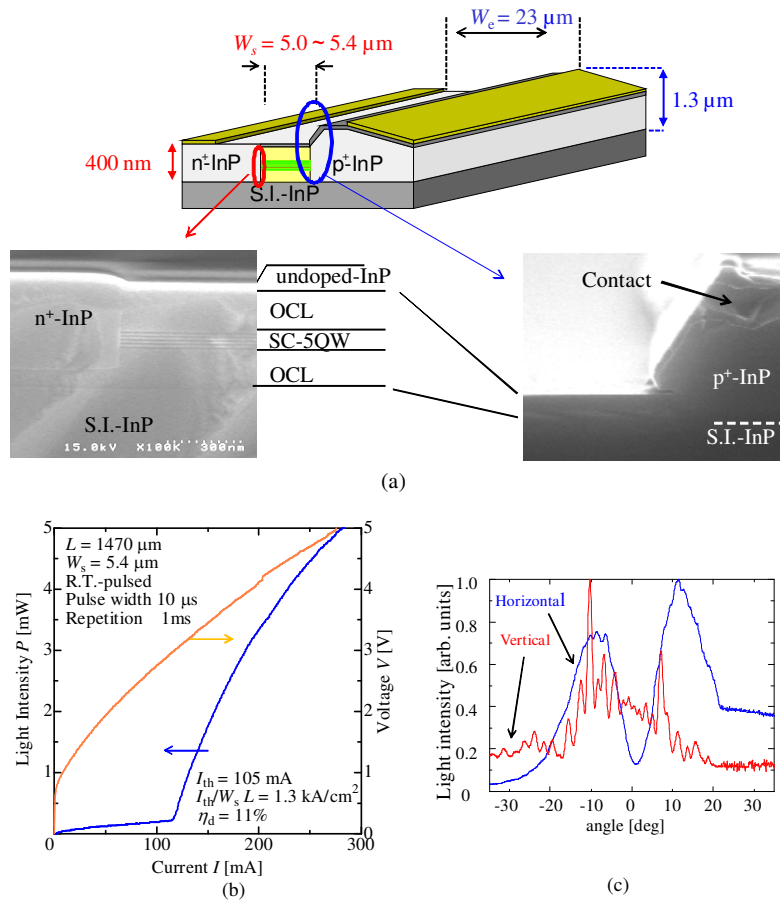 W_e = 23 µm
W_s = 5.0 ~ 5.4 µm
1.3 µm
400 nm
n⁺-InP
p⁺-InP
S.I.-InP
n⁺-InP
S.I.-InP
15.0kV X100K 300nm
undoped-InP
OCL
SC-5QW
OCL
Contact
p⁺-InP
S.I.-InP
(a)
Light Intensity P [mW]
5
4
3
2
1
0
L = 1470 µm
W_s = 5.4 µm
R.T.-pulsed
Pulse width 10 µs
Repetition 1ms
I_th = 105 mA
I_th/W_s L = 1.3 kA/cm²
η_d = 11%
5
4
3
2
1
0
Voltage V [V]
0 100 200 300
Current I [mA]
(b)
Light intensity [arb. units]
1.0
0.8
0.6
0.4
0.2
0
Horizontal
Vertical
-30 -20 -10 0 10 20 30
angle [deg]
(c)